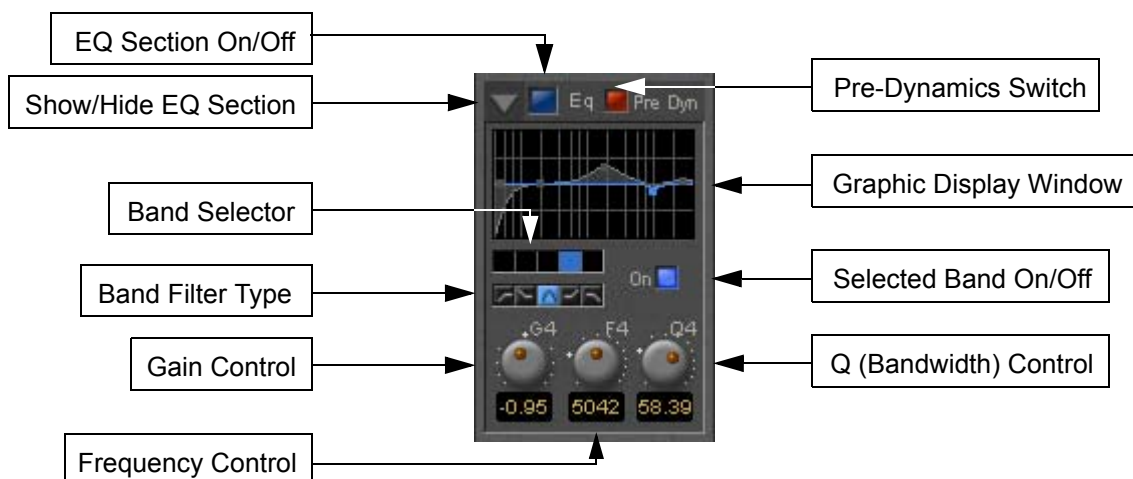 EQ Section On/Off
Show/Hide EQ Section
Pre-Dynamics Switch
Eq Pre Dyn
Graphic Display Window
Band Selector
On
Selected Band On/Off
Band Filter Type
G4 F4 Q4
Gain Control
Q (Bandwidth) Control
-0.95 5042 58.39
Frequency Control